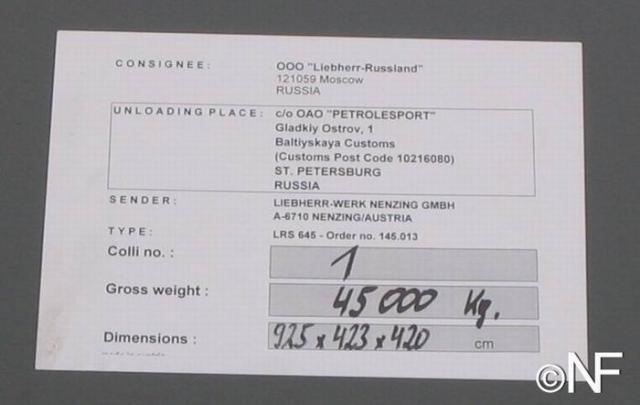 CONSIGNEE: OOO "Liebherr-Russland"
121059 Moscow
RUSSIA
UNLOADING PLACE: c/o OAO "PETROLESPORT"
Gladkiy Ostrov, 1
Baltiyskaya Customs
(Customs Post Code 10216080)
ST. PETERSBURG
RUSSIA
SENDER: LIEBHERR-WERK NENZING GMBH
A-6710 NENZING/AUSTRIA
TYPE: LRS 645 - Order no. 145.013
Colli no. : 1
Gross weight : 45000 Kg.
Dimensions : 925 x 423 x 420 cm
©NF